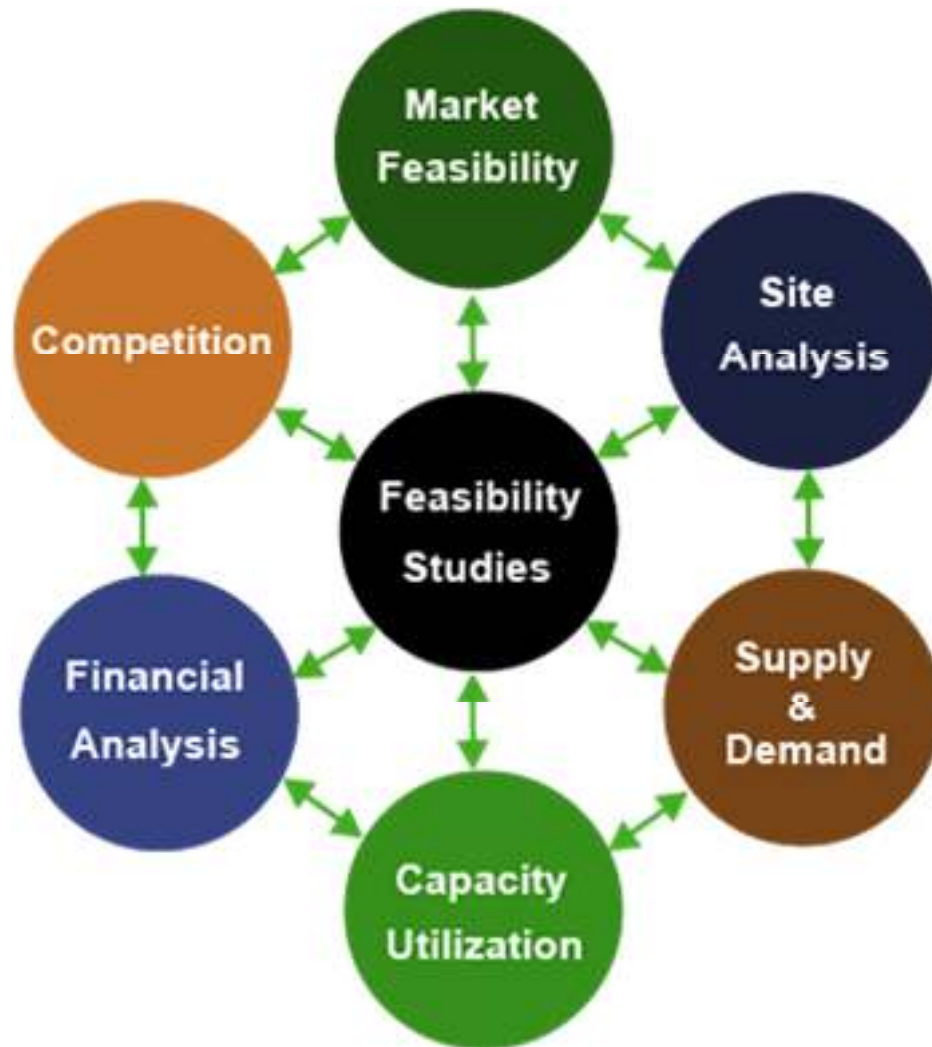 Market
Feasibility
Competition
Site
Analysis
Feasibility
Studies
Financial
Analysis
Supply
&
Demand
Capacity
Utilization